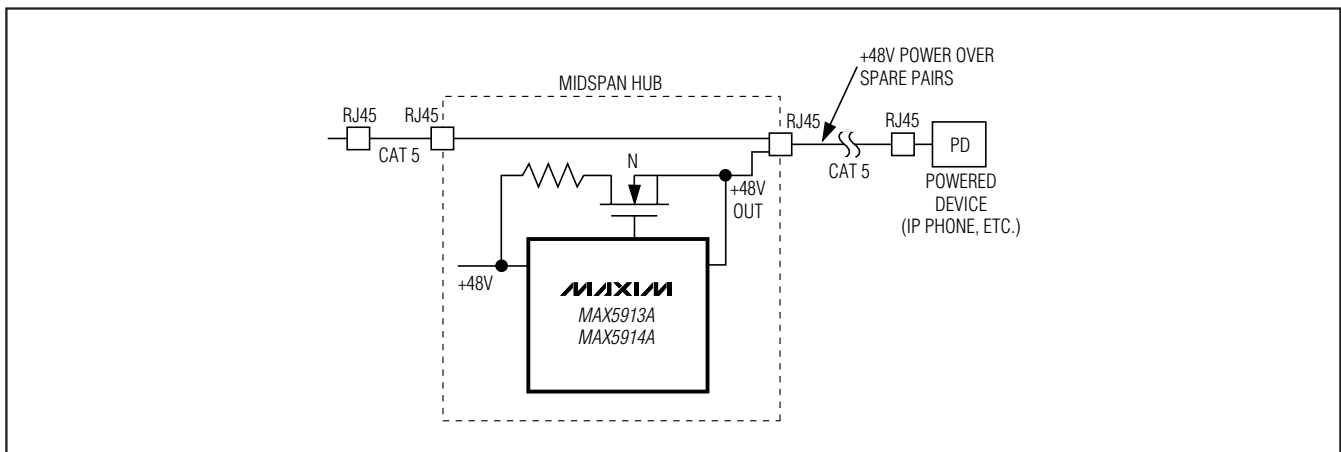 +48V POWER OVER
SPARE PAIRS
MIDSPAN HUB
RJ45
RJ45
RJ45
RJ45
CAT 5
N
CAT 5
PD
+48V
OUT
POWERED
DEVICE
(IP PHONE, ETC.)
+48V
MAXIM
MAX5913A
MAX5914A